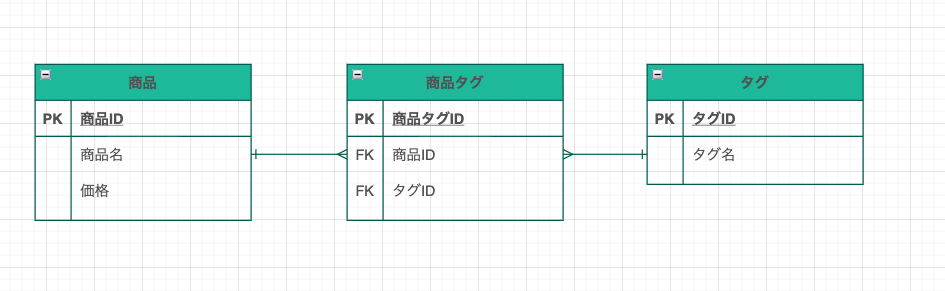 商品
PK 商品ID
商品名
価格
商品タグ
PK 商品タグID
FK 商品ID
FK タグID
タグ
PK タグID
タグ名